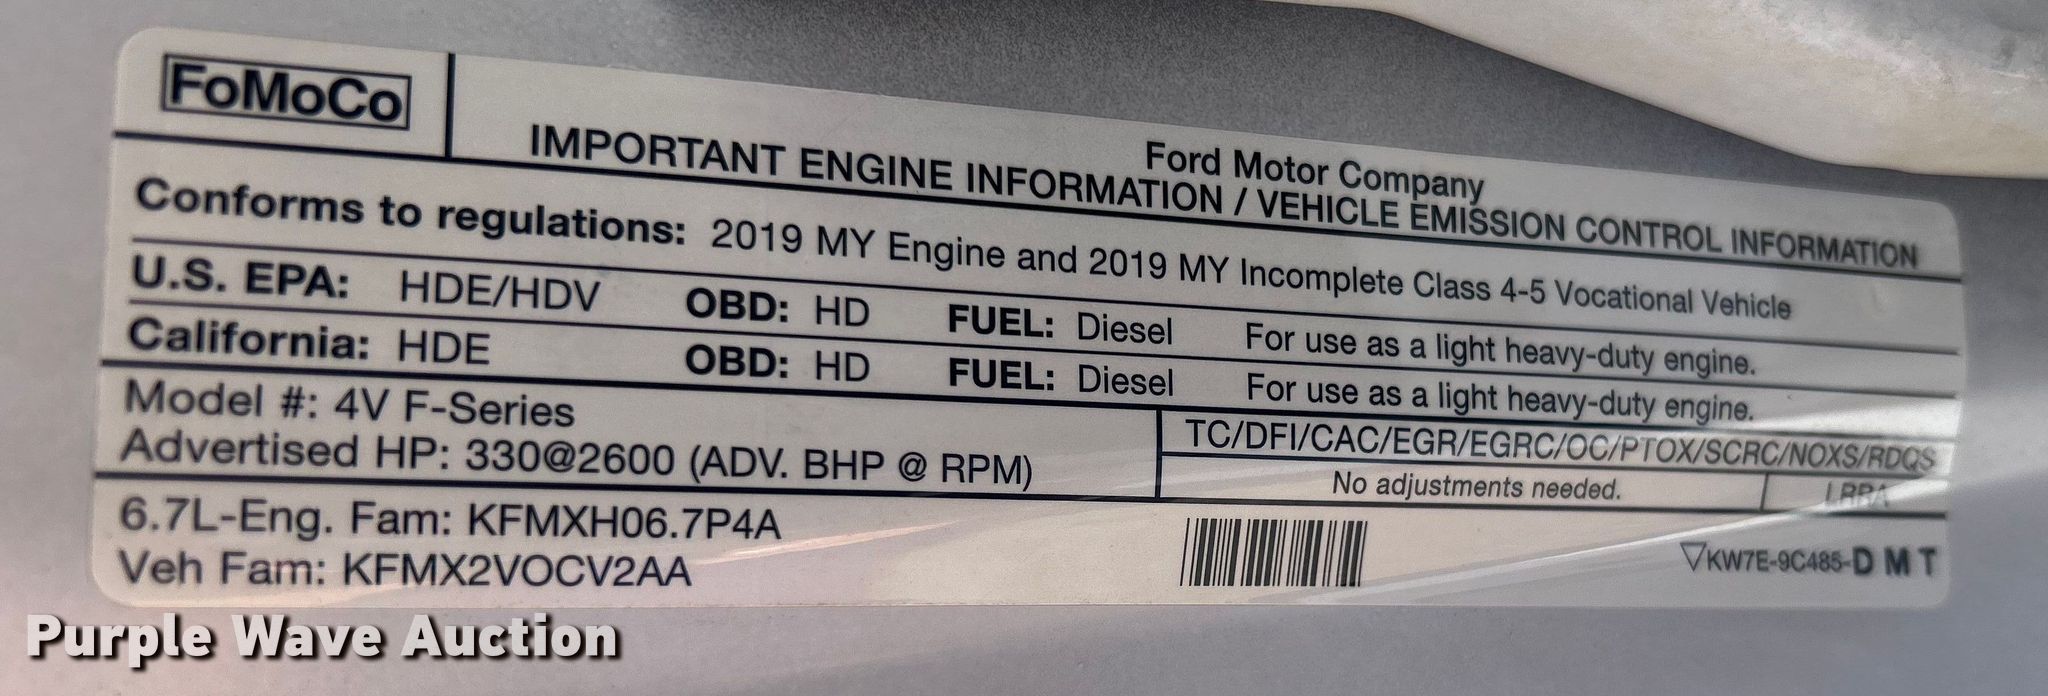 FoMoCo
Ford Motor Company
IMPORTANT ENGINE INFORMATION / VEHICLE EMISSION CONTROL INFORMATION
Conforms to regulations: 2019 MY Engine and 2019 MY Incomplete Class 4-5 Vocational Vehicle
U.S. EPA: HDE/HDV OBD: HD FUEL: Diesel For use as a light heavy-duty engine.
California: HDE OBD: HD FUEL: Diesel For use as a light heavy-duty engine.
Model #: 4V F-Series
Advertised HP: 330@2600 (ADV. BHP @ RPM)
TC/DFI/CAC/EGR/EGRC/OC/PTOX/SCRC/NOXS/RDQS
No adjustments needed. LRRA
6.7L-Eng. Fam: KFMXH06.7P4A
Veh Fam: KFMX2VOCV2AA
▽KW7E-9C485-D M T
Purple Wave Auction